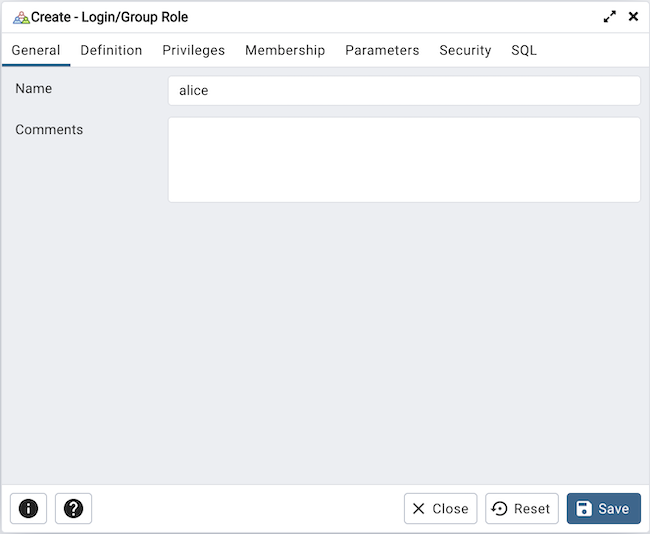 Create - Login/Group Role
General Definition Privileges Membership Parameters Security SQL
Name alice
Comments
Close Reset Save